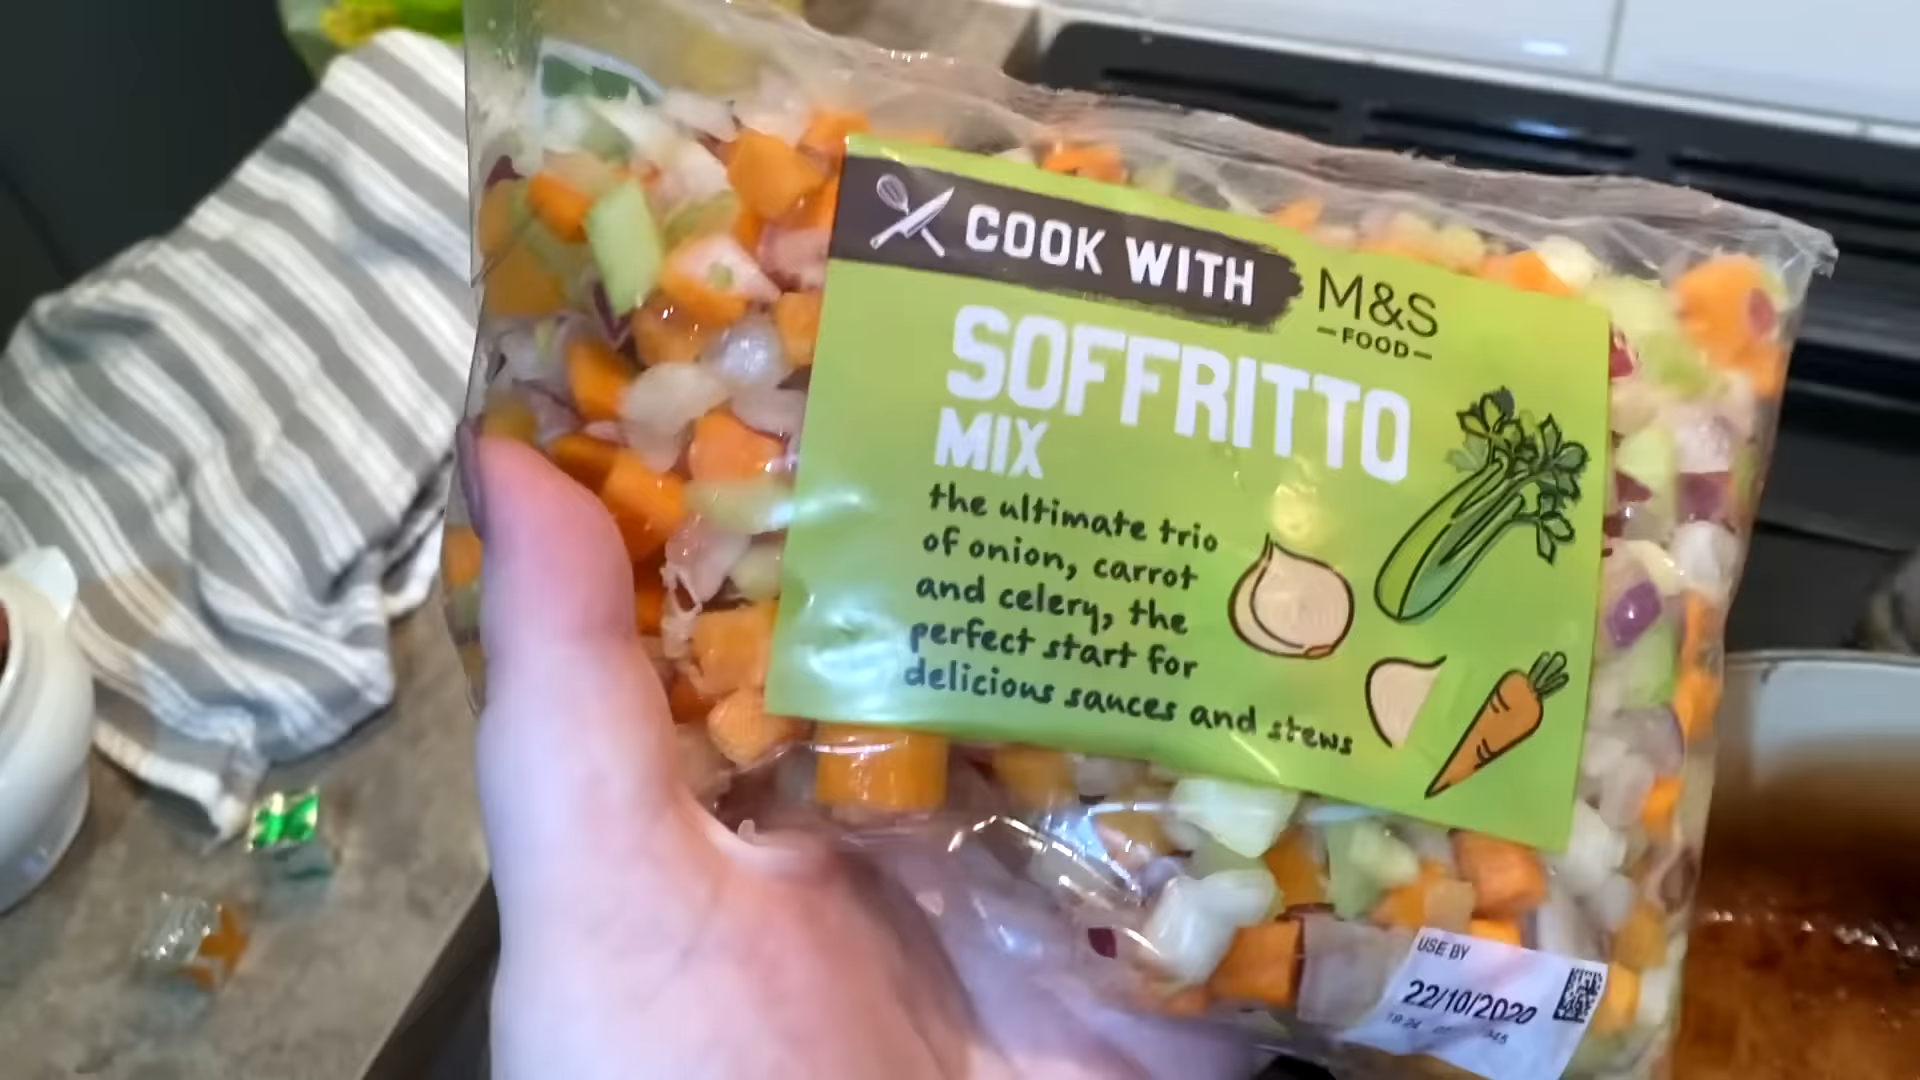 COOK WITH
M&S
FOOD
SOFFRITTO
MIX
the ultimate trio
of onion, carrot
and celery, the
perfect start for
delicious sauces and stews
USE BY
22/10/2020